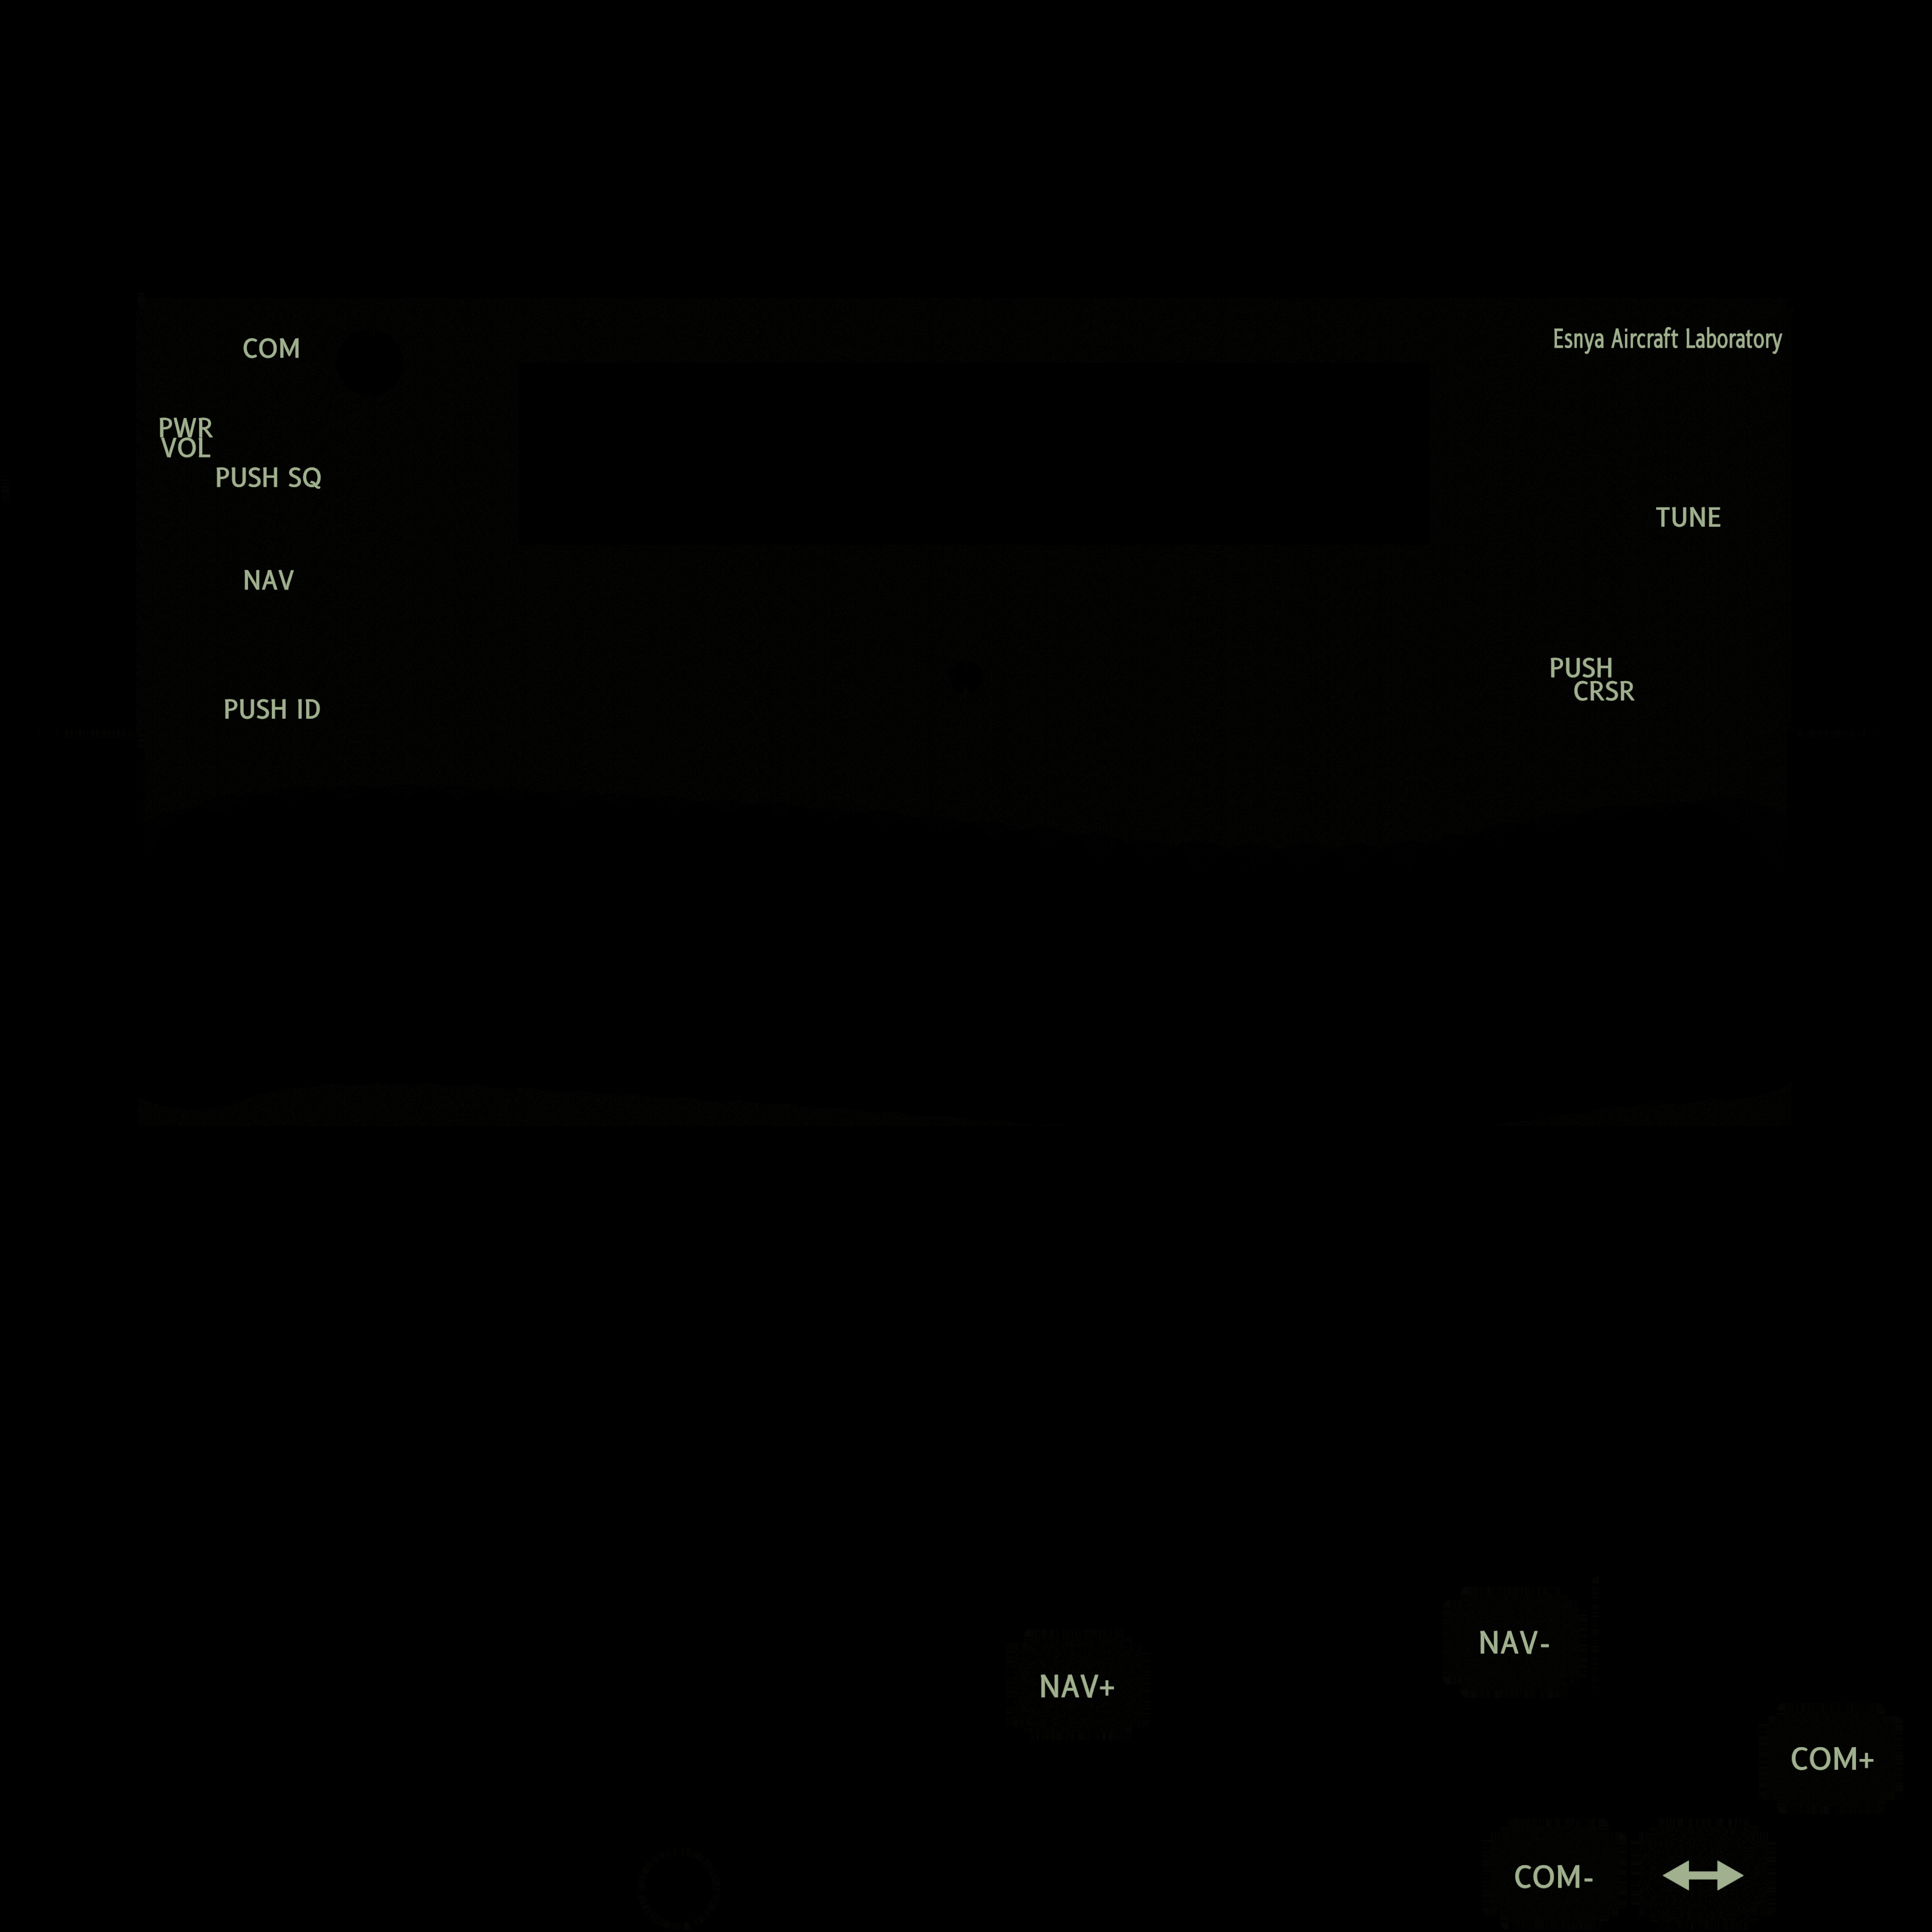 COM
Esnya Aircraft Laboratory
PWR
VOL
PUSH SQ
TUNE
NAV
PUSH
CRSR
PUSH ID
NAV-
NAV+
COM+
COM-